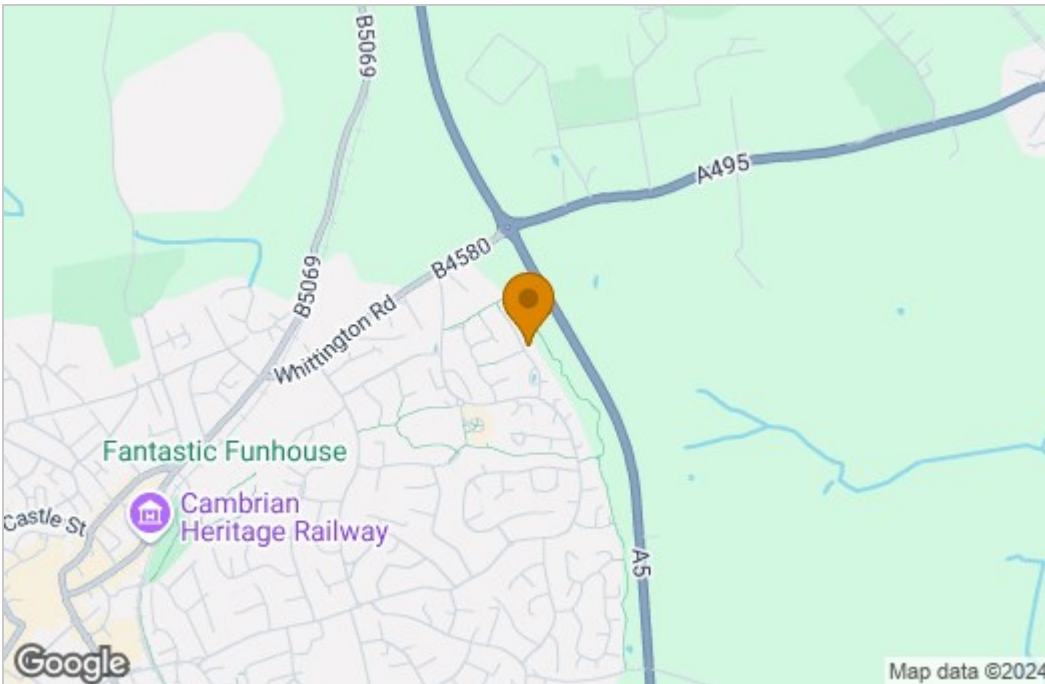 B5069
A495
B4580
B5069
Whittington Rd
Fantastic Funhouse
Cambrian
Heritage Railway
Castle St
A5
Google
Map data ©2024